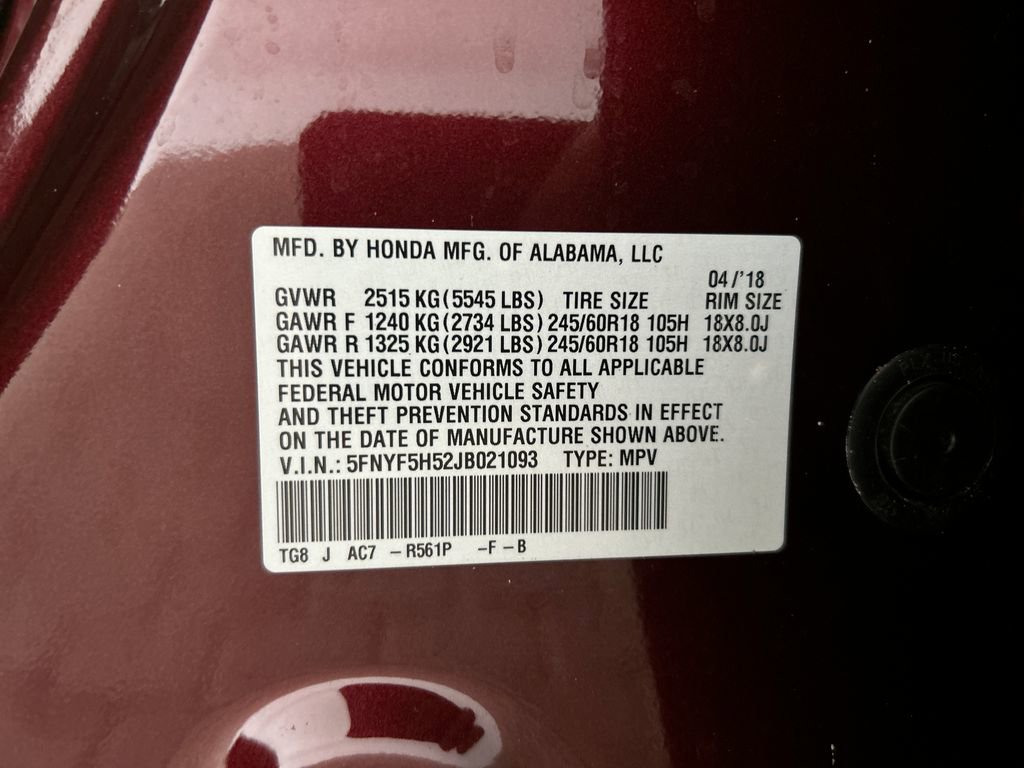 MFD. BY HONDA MFG. OF ALABAMA, LLC
04/'18
GVWR 2515 KG (5545 LBS) TIRE SIZE RIM SIZE
GAWR F 1240 KG (2734 LBS) 245/60R18 105H 18X8.0J
GAWR R 1325 KG (2921 LBS) 245/60R18 105H 18X8.0J
THIS VEHICLE CONFORMS TO ALL APPLICABLE
FEDERAL MOTOR VEHICLE SAFETY
AND THEFT PREVENTION STANDARDS IN EFFECT
ON THE DATE OF MANUFACTURE SHOWN ABOVE.
V.I.N.: 5FNYF5H52JB021093 TYPE: MPV
TG8 J AC7 -R561P -F-B